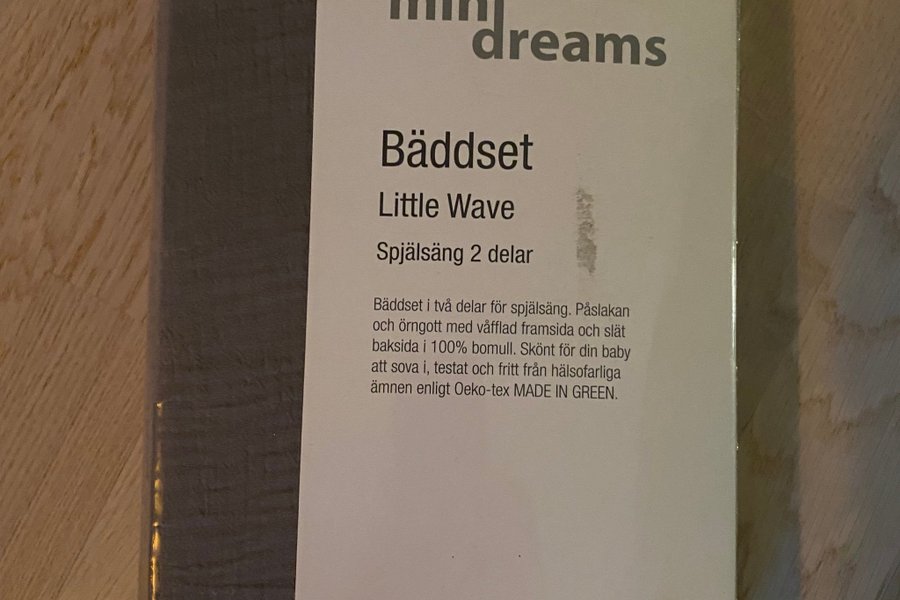 mini
dreams
Bäddset
Little Wave
Spjälsäng 2 delar
Bäddset i två delar för spjälsäng. Påslakan
och örngott med våfflad framsida och slät
baksida i 100% bomull. Skönt för din baby
att sova i, testat och fritt från hälsofarliga
ämnen enligt Oeko-tex MADE IN GREEN.